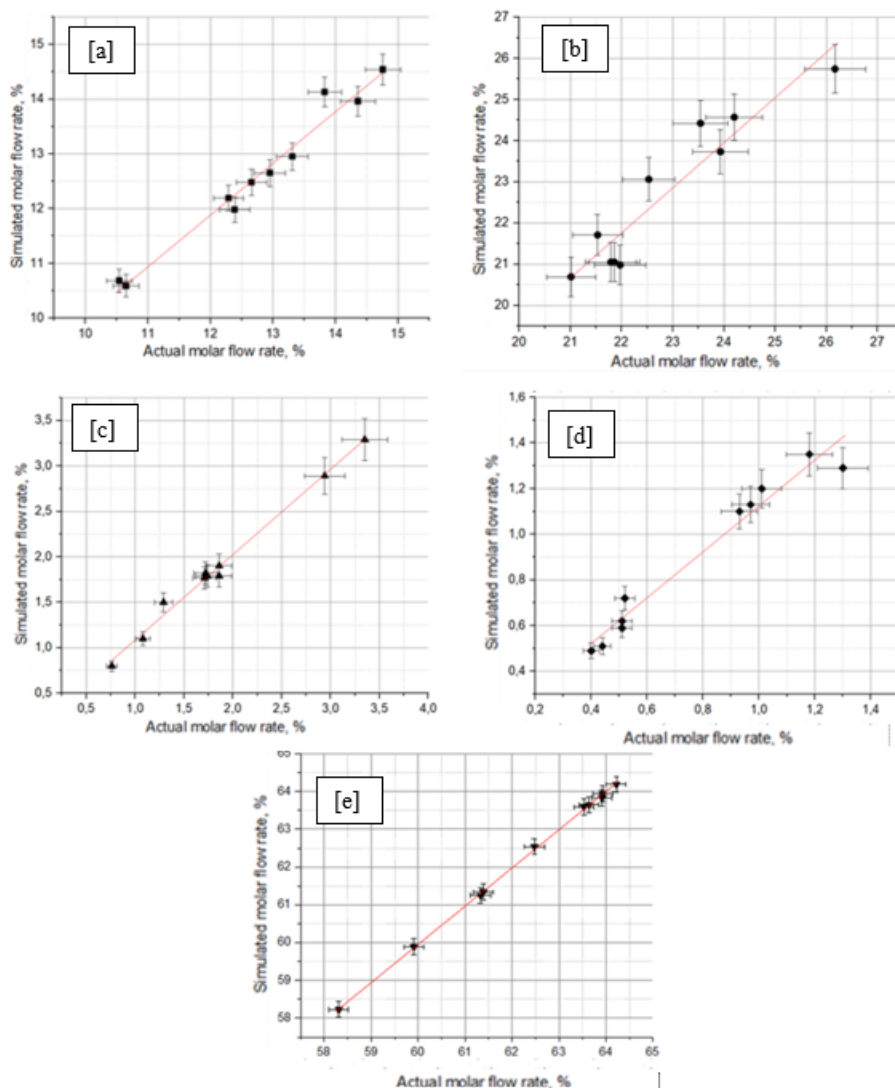 [a]
15
14
13
12
11
10
Simulated molar flow rate, %
10 11 12 13 14 15
Actual molar flow rate, %
[b]
27
26
25
24
23
22
21
20
Simulated molar flow rate, %
20 21 22 23 24 25 26 27
Actual molar flow rate, %
[c]
3,5
3,0
2,5
2,0
1,5
1,0
0,5
Simulated molar flow rate, %
0,5 1,0 1,5 2,0 2,5 3,0 3,5 4,0
Actual molar flow rate, %
[d]
1,6
1,4
1,2
1,0
0,8
0,6
0,4
Simulated molar flow rate, %
0,2 0,4 0,6 0,8 1,0 1,2 1,4
Actual molar flow rate, %
[e]
65
64
63
62
61
60
59
58
Simulated molar flow rate, %
58 59 60 61 62 63 64 65
Actual molar flow rate, %